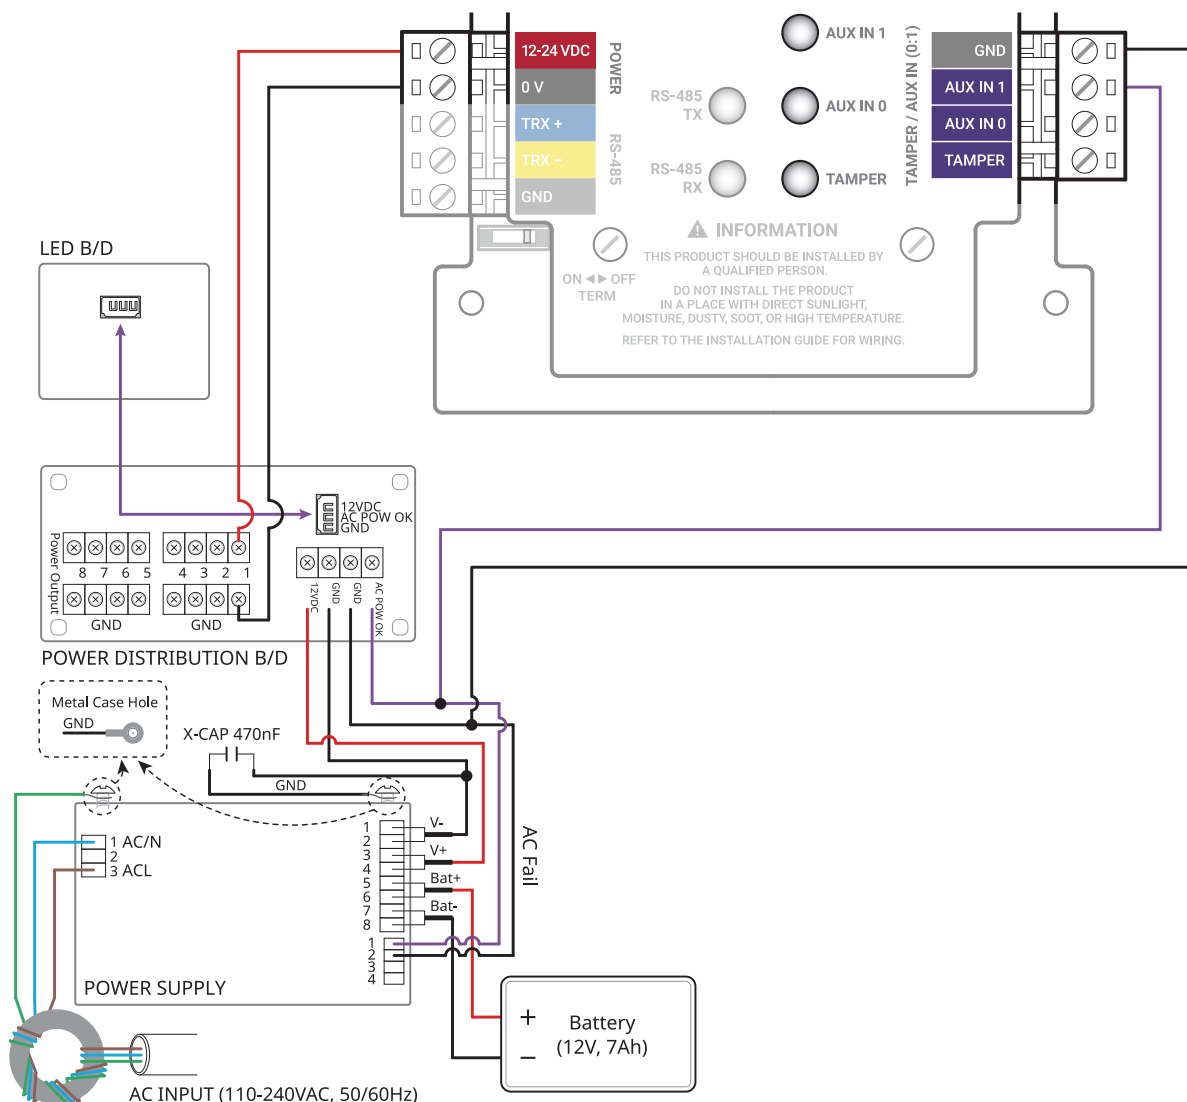 12-24 VDC
0 V
TRX +
TRX −
GND
POWER
RS-485
RS-485
TX
RS-485
RX
AUX IN 1
AUX IN 0
TAMPER
TAMPER / AUX IN (0:1)
GND
AUX IN 1
AUX IN 0
TAMPER
INFORMATION
THIS PRODUCT SHOULD BE INSTALLED BY
A QUALIFIED PERSON.
DO NOT INSTALL THE PRODUCT
IN A PLACE WITH DIRECT SUNLIGHT,
MOISTURE, DUSTY, SOOT, OR HIGH TEMPERATURE.
REFER TO THE INSTALLATION GUIDE FOR WIRING.
ON ◄► OFF
TERM
LED B/D
12VDC
AC POW OK
GND
Power Output
8 7 6 5
4 3 2 1
GND
GND
12VDC
GND
GND
AC POW OK
POWER DISTRIBUTION B/D
Metal Case Hole
GND
X-CAP 470nF
GND
1 AC/N
2
3 ACL
1
2
3
4
5
6
7
8
V-
V+
Bat+
Bat-
AC Fail
1
2
3
4
POWER SUPPLY
+
−
Battery
(12V, 7Ah)
AC INPUT (110-240VAC, 50/60Hz)